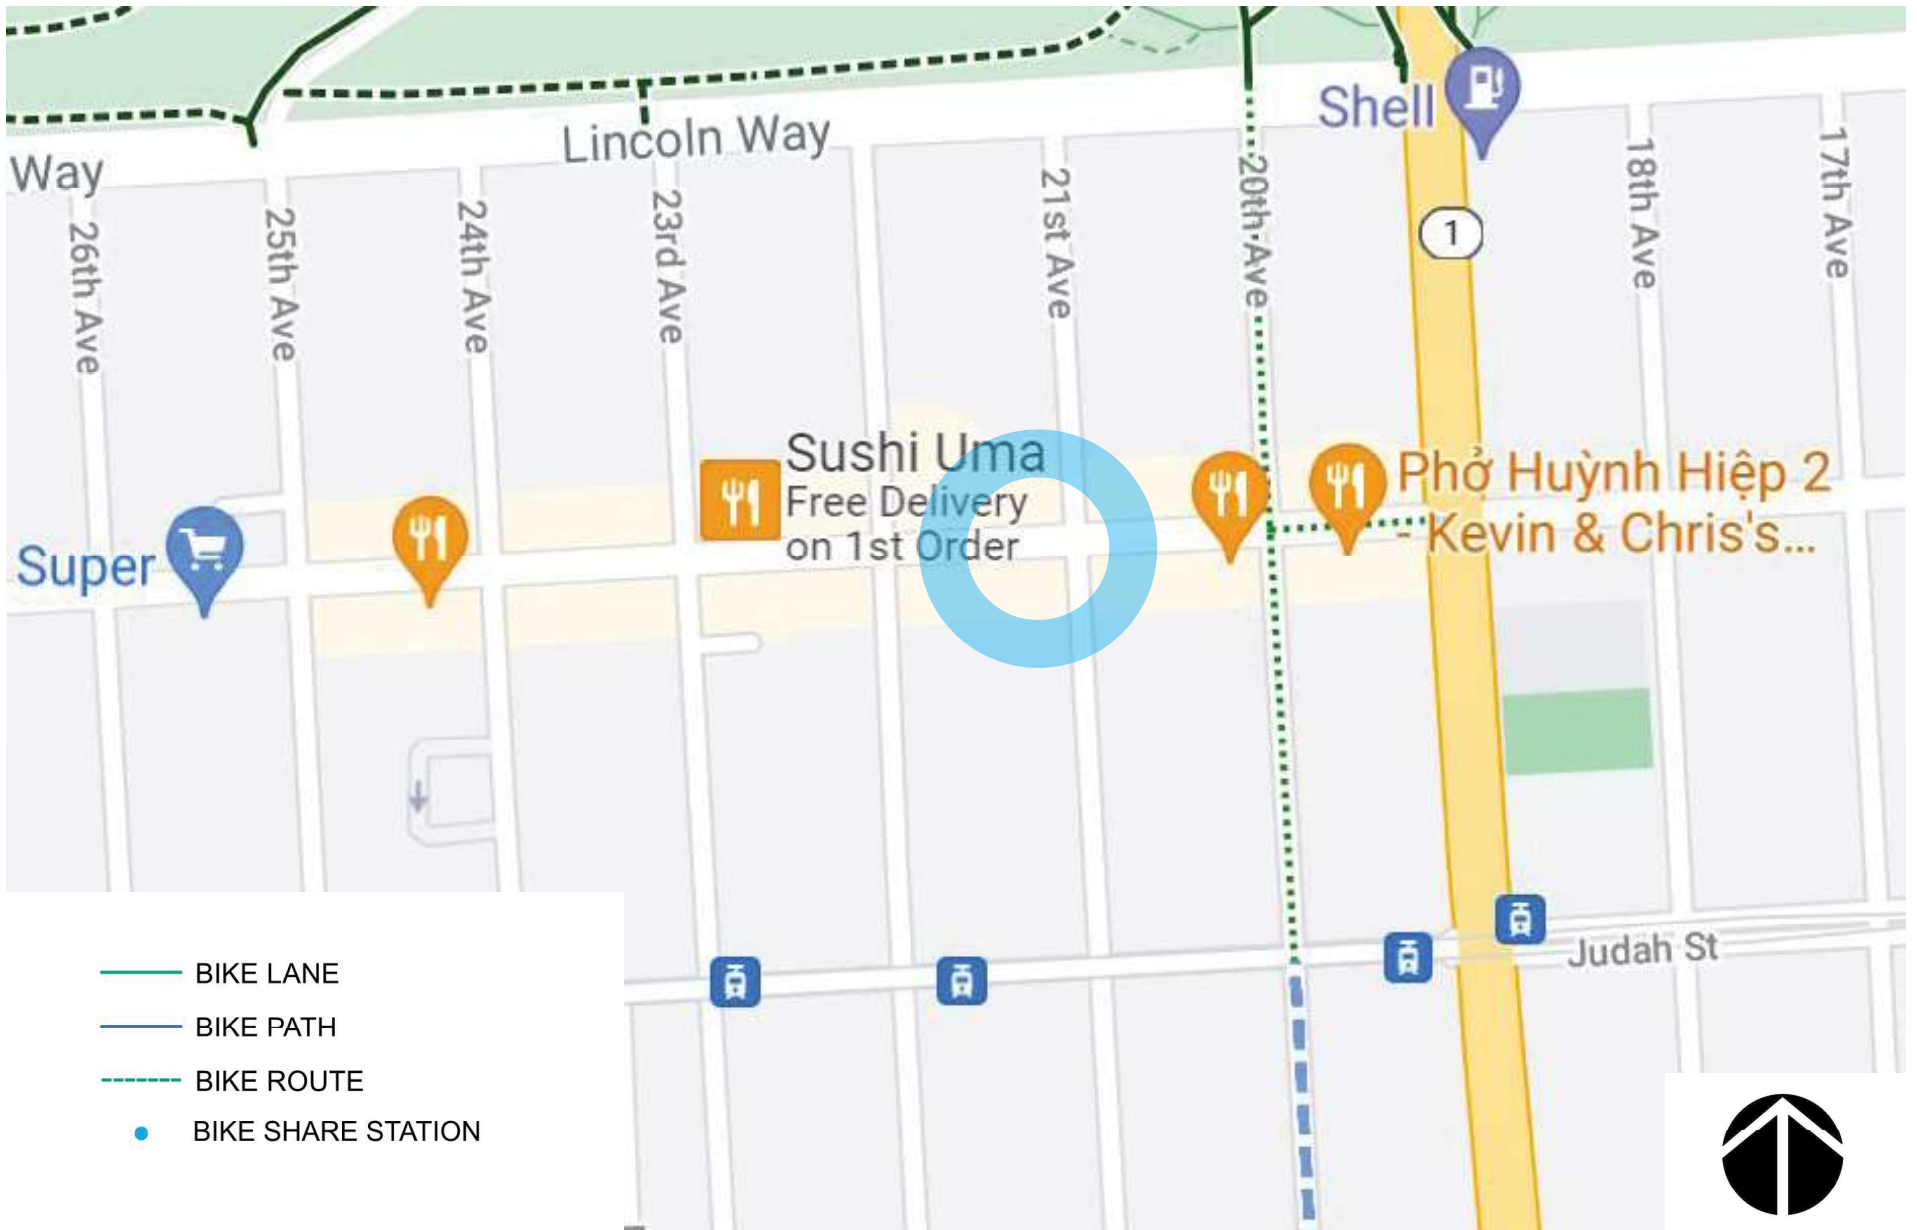 Lincoln Way
Way
Shell
1
26th Ave
25th Ave
24th Ave
23rd Ave
21st Ave
20th Ave
18th Ave
17th Ave
Sushi Uma
Free Delivery
on 1st Order
Phở Huỳnh Hiệp 2
- Kevin & Chris's...
Super
Judah St
BIKE LANE
BIKE PATH
BIKE ROUTE
BIKE SHARE STATION